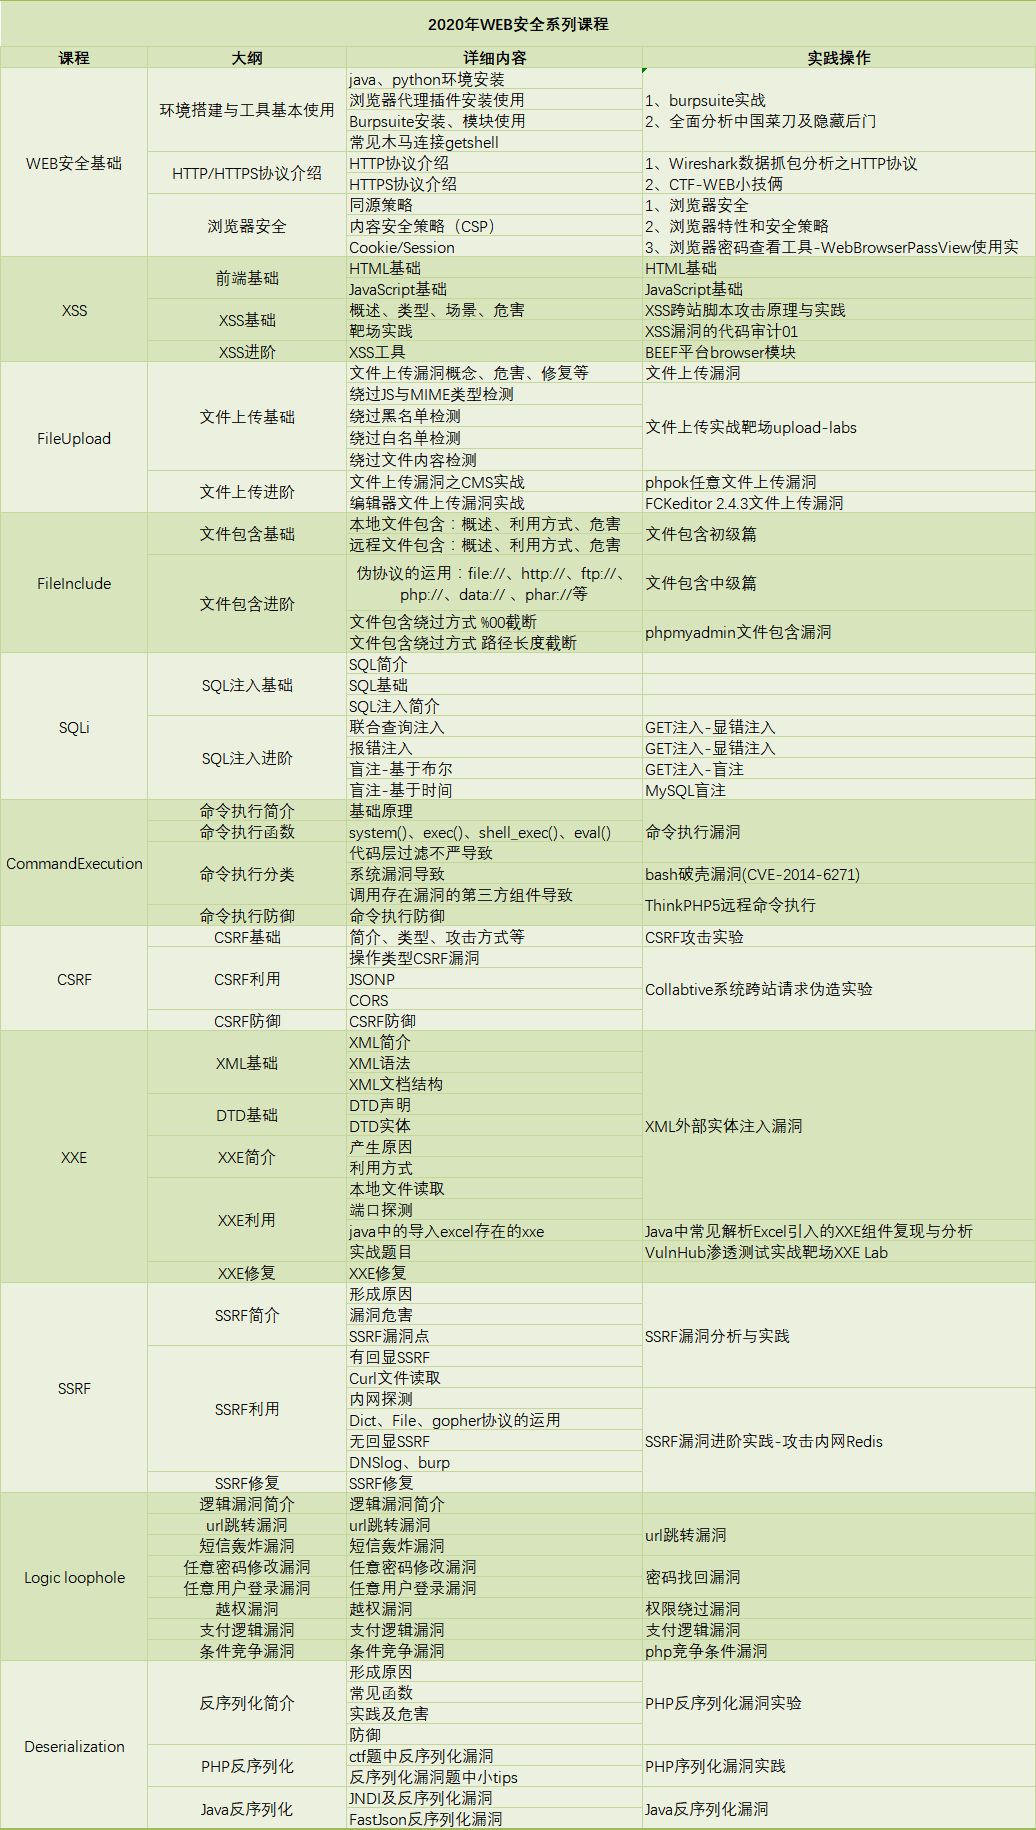 2020年WEB安全系列课程
课程 大纲 详细内容 实践操作
WEB安全基础
环境搭建与工具基本使用
java、python环境安装
浏览器代理插件安装使用
Burpsuite安装、模块使用
常见木马连接getshell
1、burpsuite实战
2、全面分析中国菜刀及隐藏后门
HTTP/HTTPS协议介绍
HTTP协议介绍
HTTPS协议介绍
1、Wireshark数据抓包分析之HTTP协议
2、CTF-WEB小技俩
浏览器安全
同源策略
内容安全策略（CSP）
Cookie/Session
1、浏览器安全
2、浏览器特性和安全策略
3、浏览器密码查看工具-WebBrowserPassView使用实
XSS
前端基础
HTML基础
JavaScript基础
HTML基础
JavaScript基础
XSS基础
概述、类型、场景、危害
靶场实践
XSS跨站脚本攻击原理与实践
XSS漏洞的代码审计01
XSS进阶
XSS工具
BEEF平台browser模块
FileUpload
文件上传基础
文件上传漏洞概念、危害、修复等
绕过JS与MIME类型检测
绕过黑名单检测
绕过白名单检测
绕过文件内容检测
文件上传漏洞
文件上传实战靶场upload-labs
文件上传进阶
文件上传漏洞之CMS实战
编辑器文件上传漏洞实战
phpok任意文件上传漏洞
FCKeditor 2.4.3文件上传漏洞
FileInclude
文件包含基础
本地文件包含：概述、利用方式、危害
远程文件包含：概述、利用方式、危害
文件包含初级篇
文件包含进阶
伪协议的运用：file://、http://、ftp://、
php://、data:// 、phar://等
文件包含绕过方式 %00截断
文件包含绕过方式 路径长度截断
文件包含中级篇
phpmyadmin文件包含漏洞
SQLi
SQL注入基础
SQL简介
SQL基础
SQL注入简介
SQL注入进阶
联合查询注入
报错注入
盲注-基于布尔
盲注-基于时间
GET注入-显错注入
GET注入-显错注入
GET注入-盲注
MySQL盲注
CommandExecution
命令执行简介
基础原理
命令执行函数
system()、exec()、shell_exec()、eval()
命令执行漏洞
命令执行分类
代码层过滤不严导致
系统漏洞导致
调用存在漏洞的第三方组件导致
bash破壳漏洞(CVE-2014-6271)
ThinkPHP5远程命令执行
命令执行防御
命令执行防御
CSRF
CSRF基础
简介、类型、攻击方式等
CSRF攻击实验
CSRF利用
操作类型CSRF漏洞
JSONP
CORS
Collabtive系统跨站请求伪造实验
CSRF防御
CSRF防御
XXE
XML基础
XML简介
XML语法
XML文档结构
DTD基础
DTD声明
DTD实体
XML外部实体注入漏洞
XXE简介
产生原因
利用方式
XXE利用
本地文件读取
端口探测
java中的导入excel存在的xxe
实战题目
Java中常见解析Excel引入的XXE组件复现与分析
VulnHub渗透测试实战靶场XXE Lab
XXE修复
XXE修复
SSRF
SSRF简介
形成原因
漏洞危害
SSRF漏洞点
SSRF漏洞分析与实践
SSRF利用
有回显SSRF
Curl文件读取
内网探测
Dict、File、gopher协议的运用
无回显SSRF
DNSlog、burp
SSRF漏洞进阶实践-攻击内网Redis
SSRF修复
SSRF修复
Logic loophole
逻辑漏洞简介
逻辑漏洞简介
url跳转漏洞
url跳转漏洞
url跳转漏洞
短信轰炸漏洞
短信轰炸漏洞
任意密码修改漏洞
任意密码修改漏洞
密码找回漏洞
任意用户登录漏洞
任意用户登录漏洞
越权漏洞
越权漏洞
权限绕过漏洞
支付逻辑漏洞
支付逻辑漏洞
支付逻辑漏洞
条件竞争漏洞
条件竞争漏洞
php竞争条件漏洞
Deserialization
反序列化简介
形成原因
常见函数
实践及危害
防御
PHP反序列化漏洞实验
PHP反序列化
ctf题中反序列化漏洞
反序列化漏洞题中小tips
PHP序列化漏洞实践
Java反序列化
JNDI及反序列化漏洞
FastJson反序列化漏洞
Java反序列化漏洞